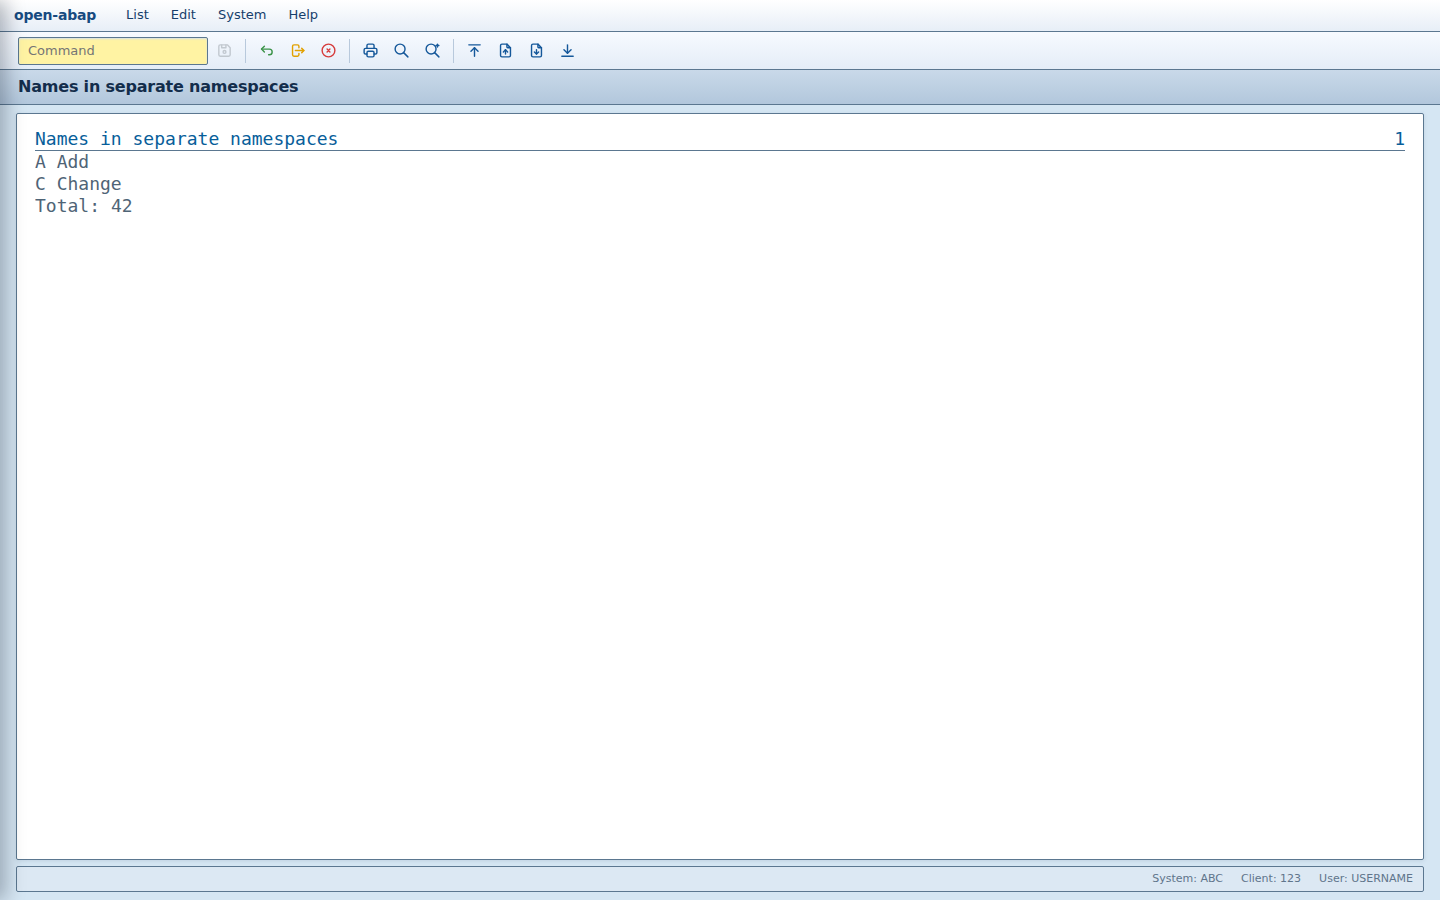 open-abap List Edit System Help
Command
Names in separate namespaces
Names in separate namespaces 1
A Add
C Change
Total: 42
System: ABC Client: 123 User: USERNAME